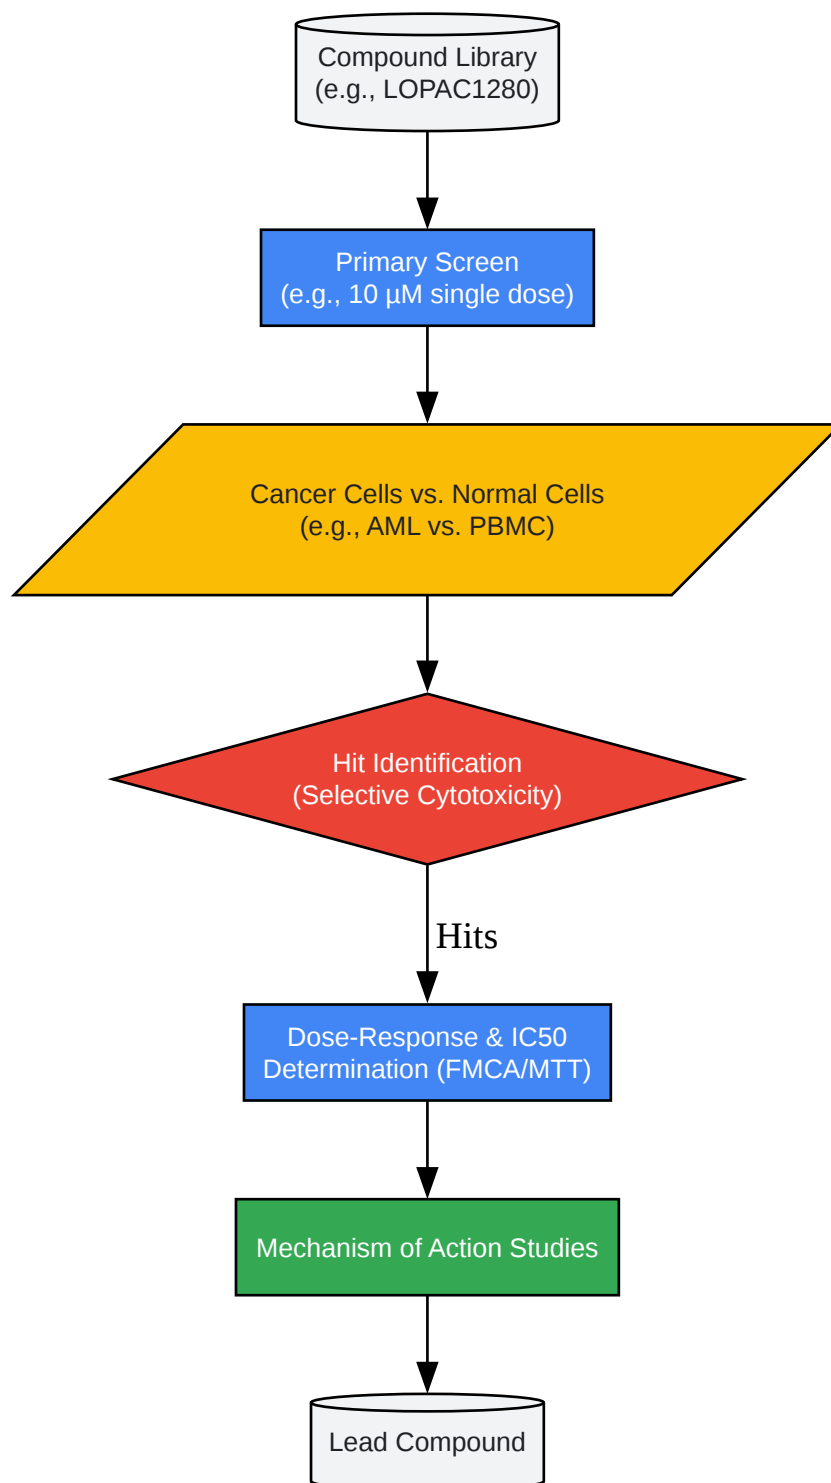 Compound Library
(e.g., LOPAC1280)
Primary Screen
(e.g., 10 µM single dose)
Cancer Cells vs. Normal Cells
(e.g., AML vs. PBMC)
Hit Identification
(Selective Cytotoxicity)
Hits
Dose-Response & IC50
Determination (FMCA/MTT)
Mechanism of Action Studies
Lead Compound